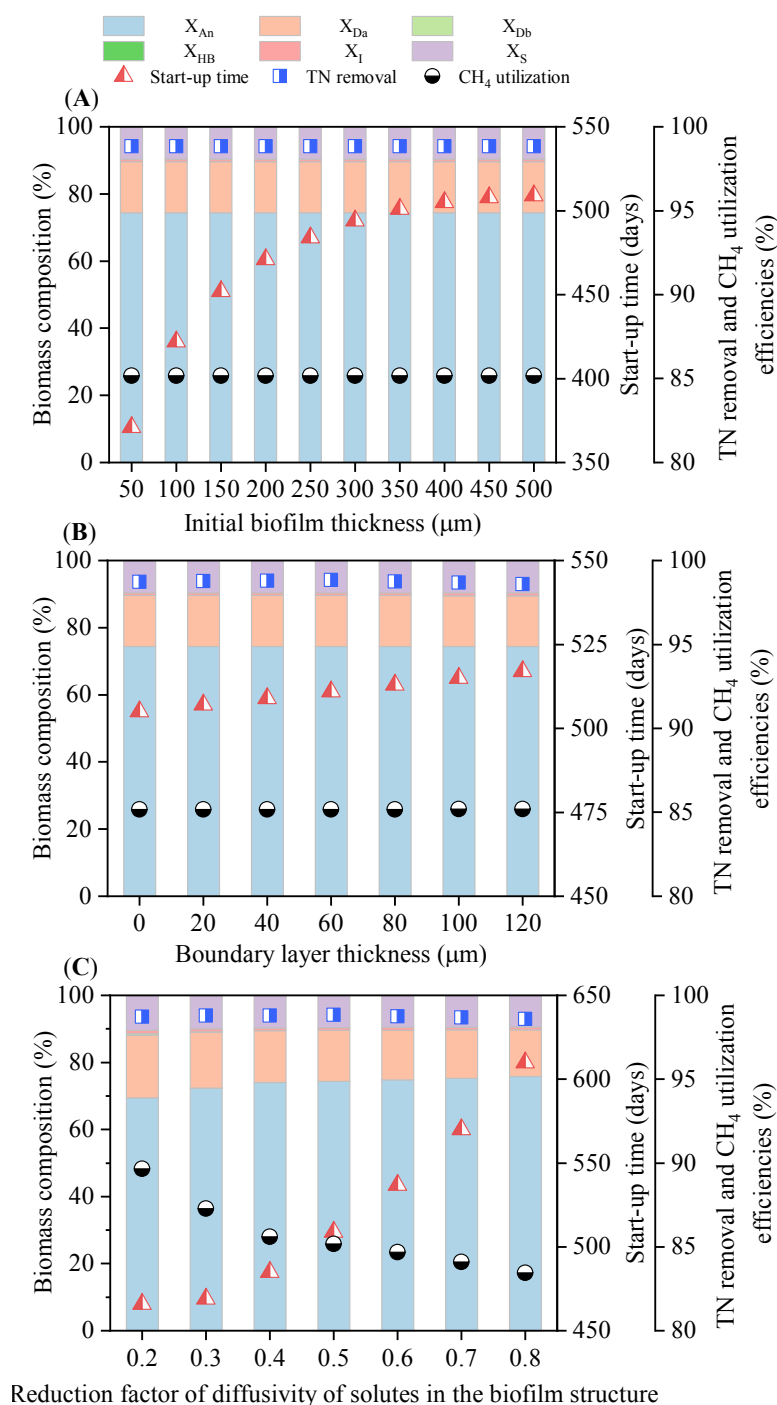 X_An X_Da X_Db
X_HB X_I X_S
Start-up time TN removal CH₄ utilization
(A)
100
80
60
40
20
0
Biomass composition (%)
50 100 150 200 250 300 350 400 450 500
Initial biofilm thickness (μm)
550
500
450
400
350
Start-up time (days)
100
95
90
85
80
TN removal and CH₄ utilization
efficiencies (%)
(B)
100
80
60
40
20
0
Biomass composition (%)
0 20 40 60 80 100 120
Boundary layer thickness (μm)
550
525
500
475
450
Start-up time (days)
100
95
90
85
80
TN removal and CH₄ utilization
efficiencies (%)
(C)
100
80
60
40
20
0
Biomass composition (%)
0.2 0.3 0.4 0.5 0.6 0.7 0.8
Reduction factor of diffusivity of solutes in the biofilm structure
650
600
550
500
450
Start-up time (days)
100
95
90
85
80
TN removal and CH₄ utilization
efficiencies (%)